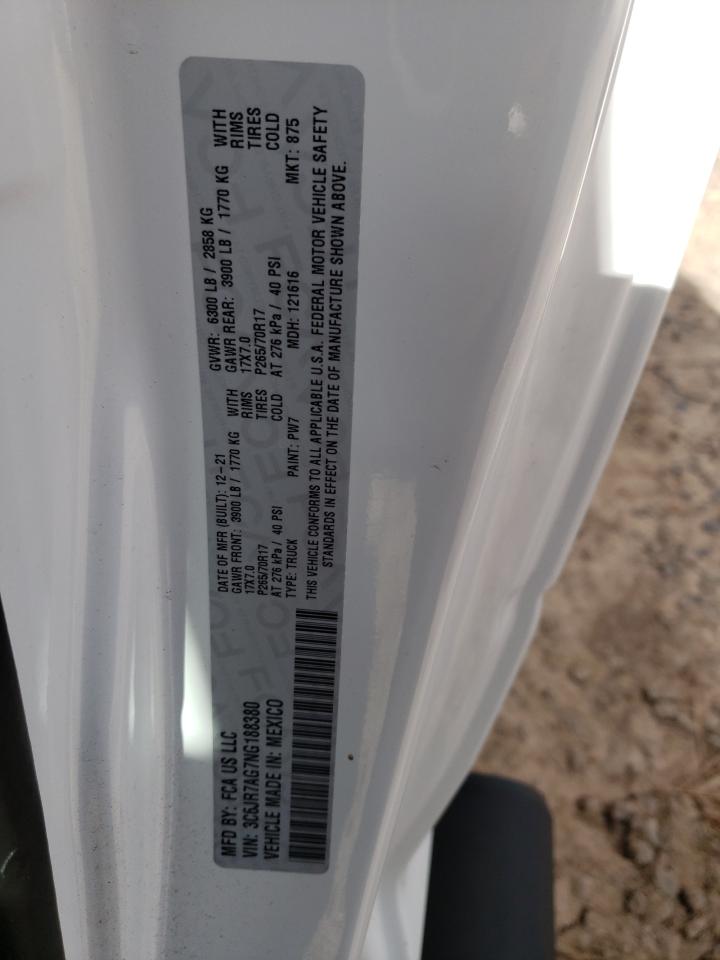 MFD BY: FCA US LLC
VIN: 3C6JR7AG7NG188380
VEHICLE MADE IN: MEXICO
DATE OF MFR (BUILT): 12-21
GVWR: 6300 LB / 2858 KG
GAWR FRONT: 3900 LB / 1770 KG WITH
GAWR REAR: 3900 LB / 1770 KG WITH
17X7.0 RIMS
17X7.0 RIMS
P265/70R17 TIRES
P265/70R17 TIRES
AT 276 kPa / 40 PSI COLD
AT 276 kPa / 40 PSI COLD
TYPE: TRUCK PAINT: PW7 MDH: 121616 MKT: 875
THIS VEHICLE CONFORMS TO ALL APPLICABLE U.S.A. FEDERAL MOTOR VEHICLE SAFETY
STANDARDS IN EFFECT ON THE DATE OF MANUFACTURE SHOWN ABOVE.